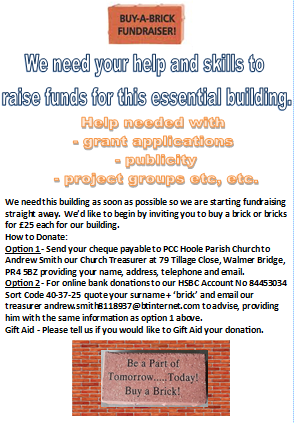 BUY-A-BRICK
FUNDRAISER!
We need your help and skills to
raise funds for this essential building.
Help needed with
- grant applications
- publicity
- project groups etc, etc.
We need this building as soon as possible so we are starting fundraising
straight away. We'd like to begin by inviting you to buy a brick or bricks
for £25 each for our building.
How to Donate:
Option 1 - Send your cheque payable to PCC Hoole Parish Church to
Andrew Smith our Church Treasurer at 79 Tillage Close, Walmer Bridge,
PR4 5BZ providing your name, address, telephone and email.
Option 2 - For online bank donations to our HSBC Account No 84453034
Sort Code 40-37-25 quote your surname+ ‘brick’ and email our
treasurer andrew.smith8118937@btinternet.com to advise, providing
him with the same information as option 1 above.
Gift Aid - Please tell us if you would like to Gift Aid your donation.
Be a Part of
Tomorrow.....Today!
Buy a Brick!